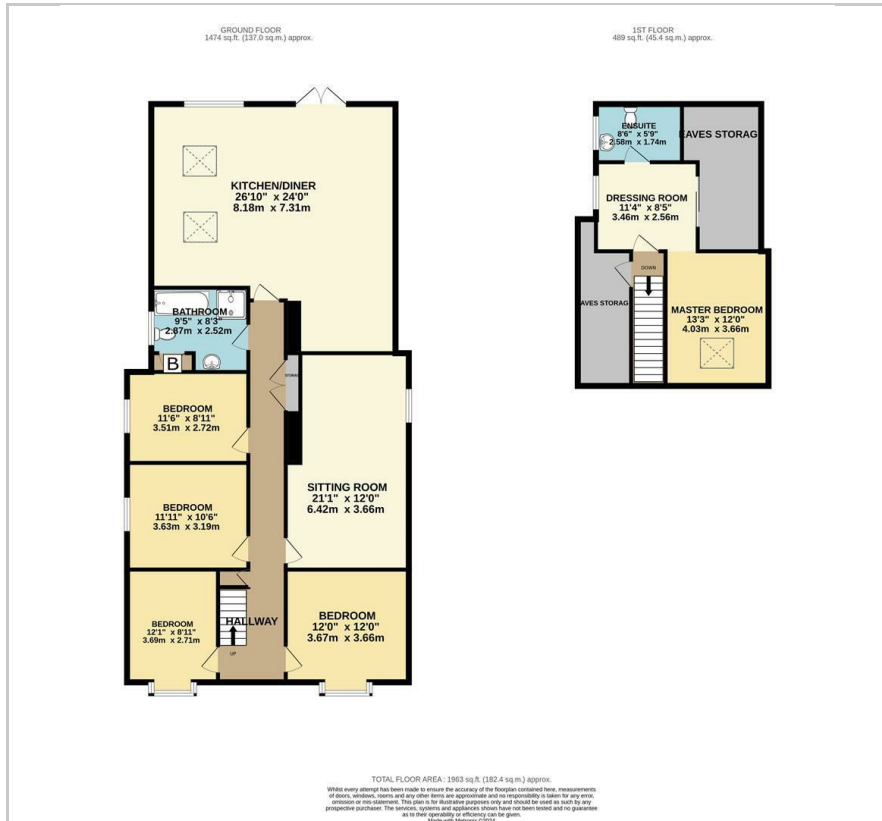 GROUND FLOOR
1474 sq.ft. (137.0 sq.m.) approx.
1ST FLOOR
489 sq.ft. (45.4 sq.m.) approx.
KITCHEN/DINER
26'10" x 24'0"
8.18m x 7.31m
BATHROOM
9'5" x 8'3"
2.87m x 2.52m
B
STORAGE
BEDROOM
11'6" x 8'11"
3.51m x 2.72m
BEDROOM
11'11" x 10'6"
3.63m x 3.19m
SITTING ROOM
21'1" x 12'0"
6.42m x 3.66m
BEDROOM
12'1" x 8'11"
3.69m x 2.71m
HALLWAY
UP
BEDROOM
12'0" x 12'0"
3.67m x 3.66m
ENSUITE
8'6" x 5'9"
2.58m x 1.74m
EAVES STORAG
DRESSING ROOM
11'4" x 8'5"
3.46m x 2.56m
DOWN
AVES STORAG
MASTER BEDROOM
13'3" x 12'0"
4.03m x 3.66m
TOTAL FLOOR AREA : 1963 sq.ft. (182.4 sq.m.) approx.
Whilst every attempt has been made to ensure the accuracy of the floorplan contained here, measurements
of doors, windows, rooms and any other items are approximate and no responsibility is taken for any error,
omission or mis-statement. This plan is for illustrative purposes only and should be used as such by any
prospective purchaser. The services, systems and appliances shown have not been tested and no guarantee
as to their operability or efficiency can be given.
Made with Metropix ©2024